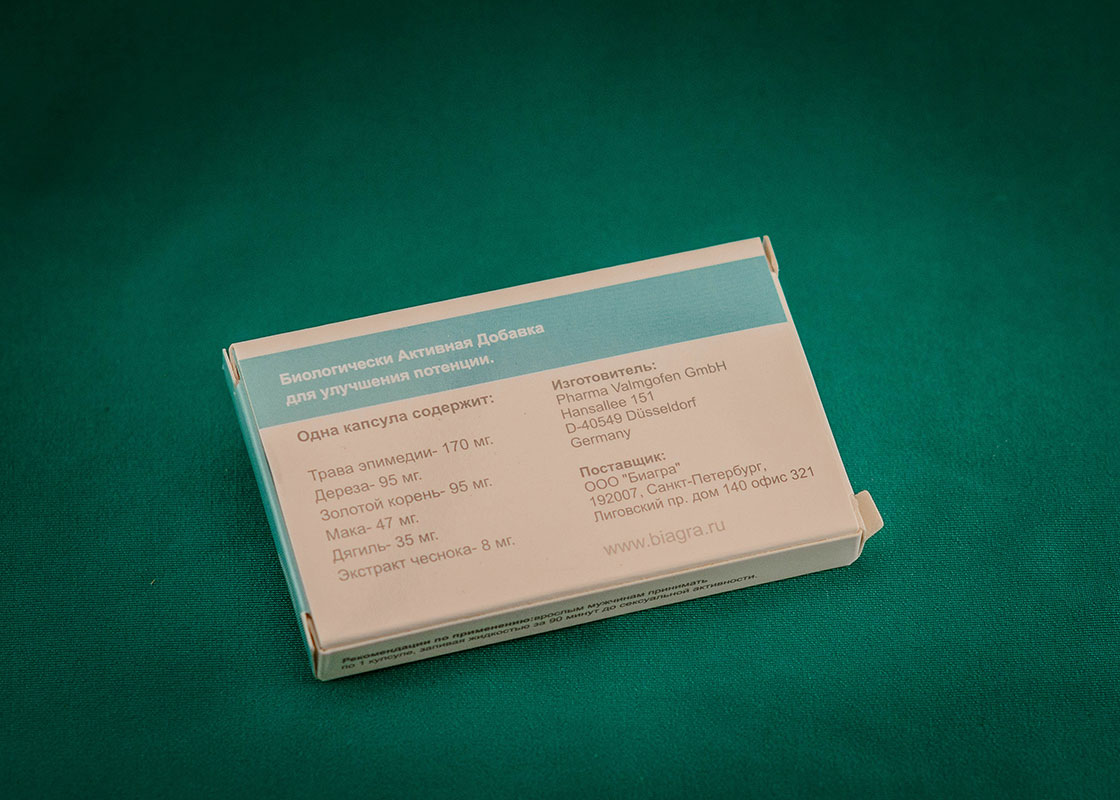 Биологически Активная Добавка
для улучшения потенции.
Одна капсула содержит:
Трава эпимедии- 170 мг.
Дереза- 95 мг.
Золотой корень- 95 мг.
Мака- 47 мг.
Дягиль- 35 мг.
Экстракт чеснока- 8 мг.
Изготовитель:
Pharma Valmgofen GmbH
Hansallee 151
D-40549 Düsseldorf
Germany
Поставщик:
ООО "Биагра"
192007, Санкт-Петербург,
Лиговский пр. дом 140 офис 321
www.biagra.ru
Рекомендации по применению:взрослым мужчинам принимать
по 1 капсуле, запивая жидкостью за 90 минут до сексуальной активности.